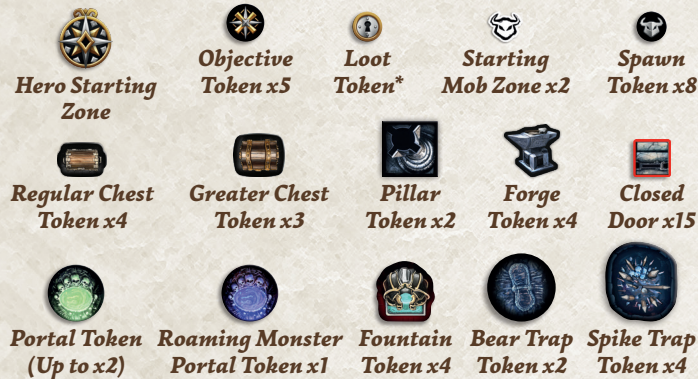 Hero Starting
Zone
Objective
Token x5
Loot
Token*
Starting
Mob Zone x2
Spawn
Token x8
Regular Chest
Token x4
Greater Chest
Token x3
Pillar
Token x2
Forge
Token x4
Closed
Door x15
Portal Token
(Up to x2)
Roaming Monster
Portal Token x1
Fountain
Token x4
Bear Trap
Token x2
Spike Trap
Token x4